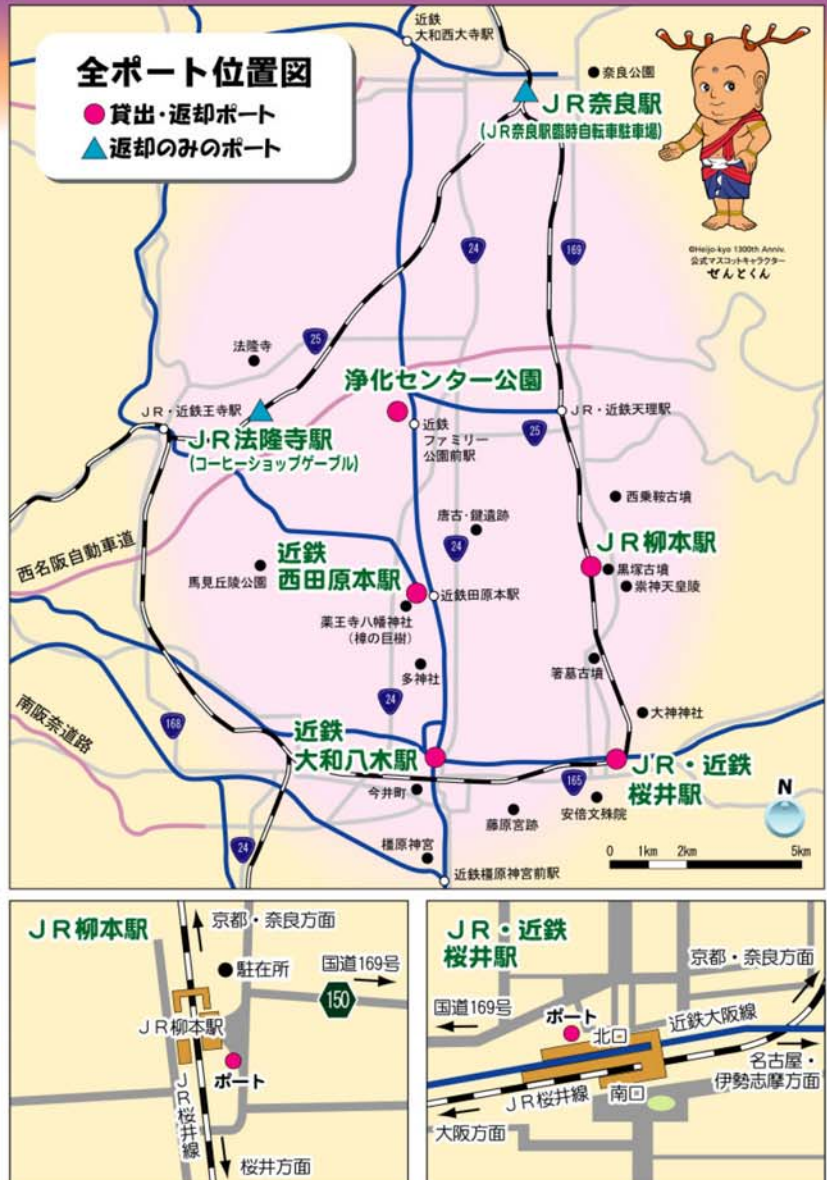 全ポート位置図
貸出・返却ポート
返却のみのポート
近鉄
大和西大寺駅
奈良公園
JR奈良駅
(JR奈良駅臨時自転車駐車場)
©Heijo-kyo 1300th Anniv.
公式マスコットキャラクター
せんとくん
24
169
25
法隆寺
浄化センター公園
JR・近鉄王寺駅
JR法隆寺駅
(コーヒーショップゲーブル)
近鉄
ファミリー
公園前駅
JR・近鉄天理駅
25
西乗鞍古墳
唐古・鍵遺跡
24
JR柳本駅
西名阪自動車道
馬見丘陵公園
近鉄
西田原本駅
近鉄田原本駅
黒塚古墳
崇神天皇陵
薬王寺八幡神社
(樟の巨樹)
多神社
箸墓古墳
24
大神神社
南阪奈道路
168
近鉄
大和八木駅
JR・近鉄
桜井駅
165
今井町
藤原宮跡
安倍文殊院
N
24
橿原神宮
近鉄橿原神宮前駅
0 1km 2km 5km
JR柳本駅
京都・奈良方面
駐在所
国道169号
150
JR柳本駅
ポート
JR桜井線
桜井方面
JR・近鉄
桜井駅
京都・奈良方面
国道169号
ポート
北口
近鉄大阪線
名古屋・
伊勢志摩方面
JR桜井線
南口
大阪方面